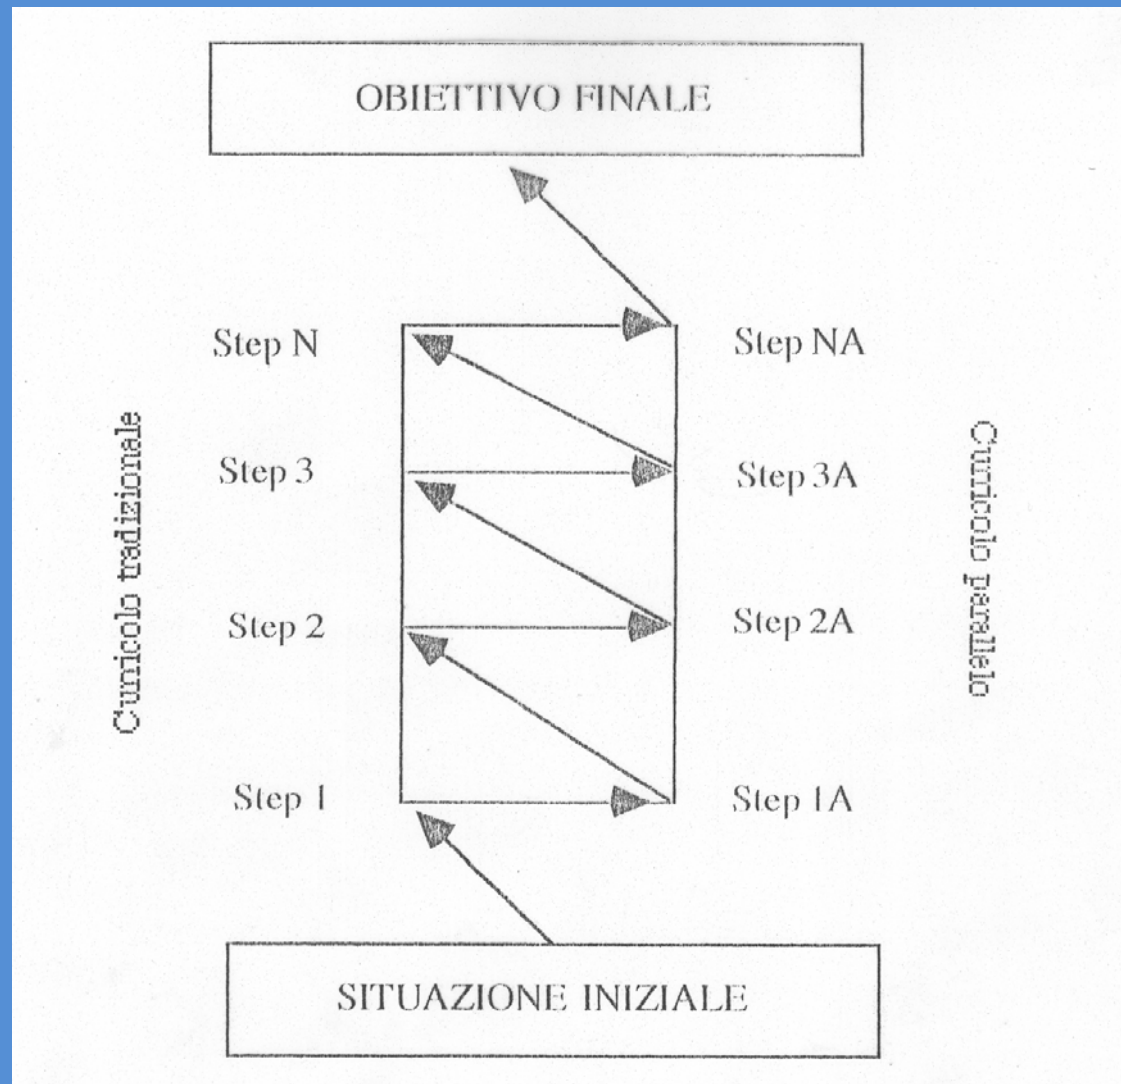 OBIETTIVO FINALE
Step N
Step NA
Curricolo tradizionale
Step 3
Step 3A
Curricolo parallelo
Step 2
Step 2A
Step 1
Step 1A
SITUAZIONE INIZIALE